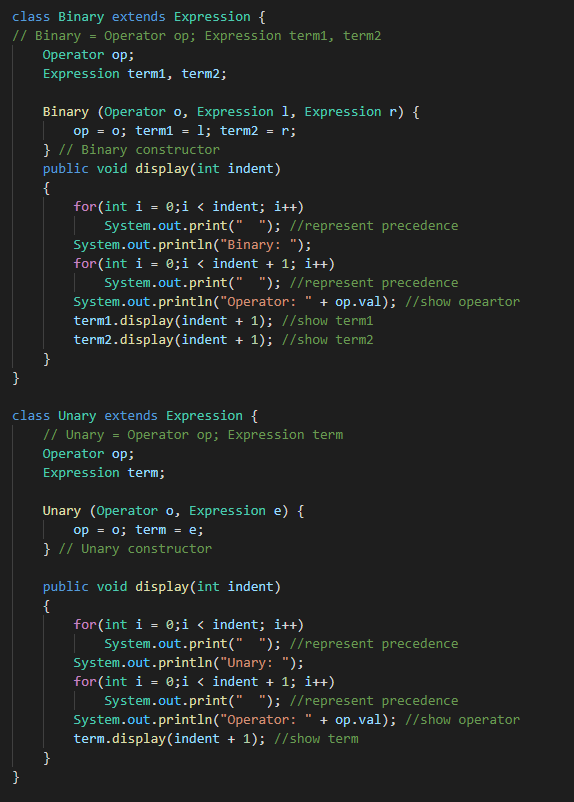 class Binary extends Expression {
// Binary = Operator op; Expression term1, term2
    Operator op;
    Expression term1, term2;

    Binary (Operator o, Expression l, Expression r) {
        op = o; term1 = l; term2 = r;
    } // Binary constructor
    public void display(int indent)
    {
        for(int i = 0;i < indent; i++)
            System.out.print("  "); //represent precedence
        System.out.println("Binary: ");
        for(int i = 0;i < indent + 1; i++)
            System.out.print("  "); //represent precedence
        System.out.println("Operator: " + op.val); //show opeartor
        term1.display(indent + 1); //show term1
        term2.display(indent + 1); //show term2
    }
}

class Unary extends Expression {
    // Unary = Operator op; Expression term
    Operator op;
    Expression term;

    Unary (Operator o, Expression e) {
        op = o; term = e;
    } // Unary constructor

    public void display(int indent)
    {
        for(int i = 0;i < indent; i++)
            System.out.print("  "); //represent precedence
        System.out.println("Unary: ");
        for(int i = 0;i < indent + 1; i++)
            System.out.print("  "); //represent precedence
        System.out.println("Operator: " + op.val); //show operator
        term.display(indent + 1); //show term
    }
}